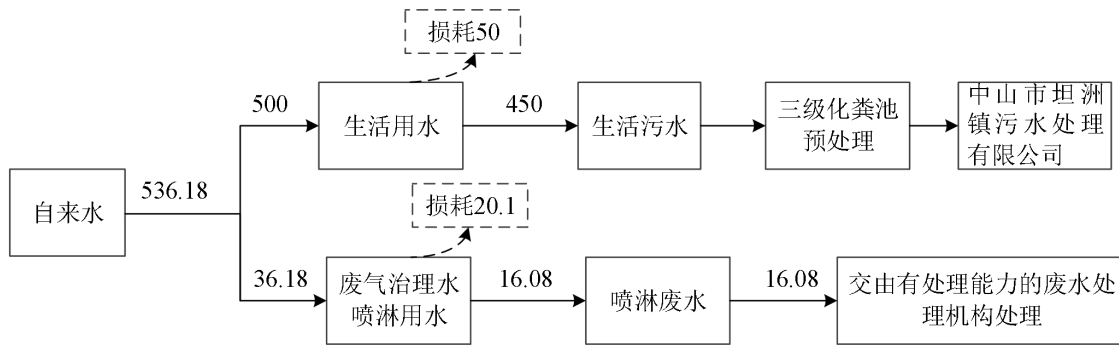 损耗50
500
生活用水
450
生活污水
三级化粪池
预处理
中山市坦洲
镇污水处理
有限公司
自来水
536.18
损耗20.1
36.18
废气治理水
喷淋用水
16.08
喷淋废水
16.08
交由有处理能力的废水处
理机构处理